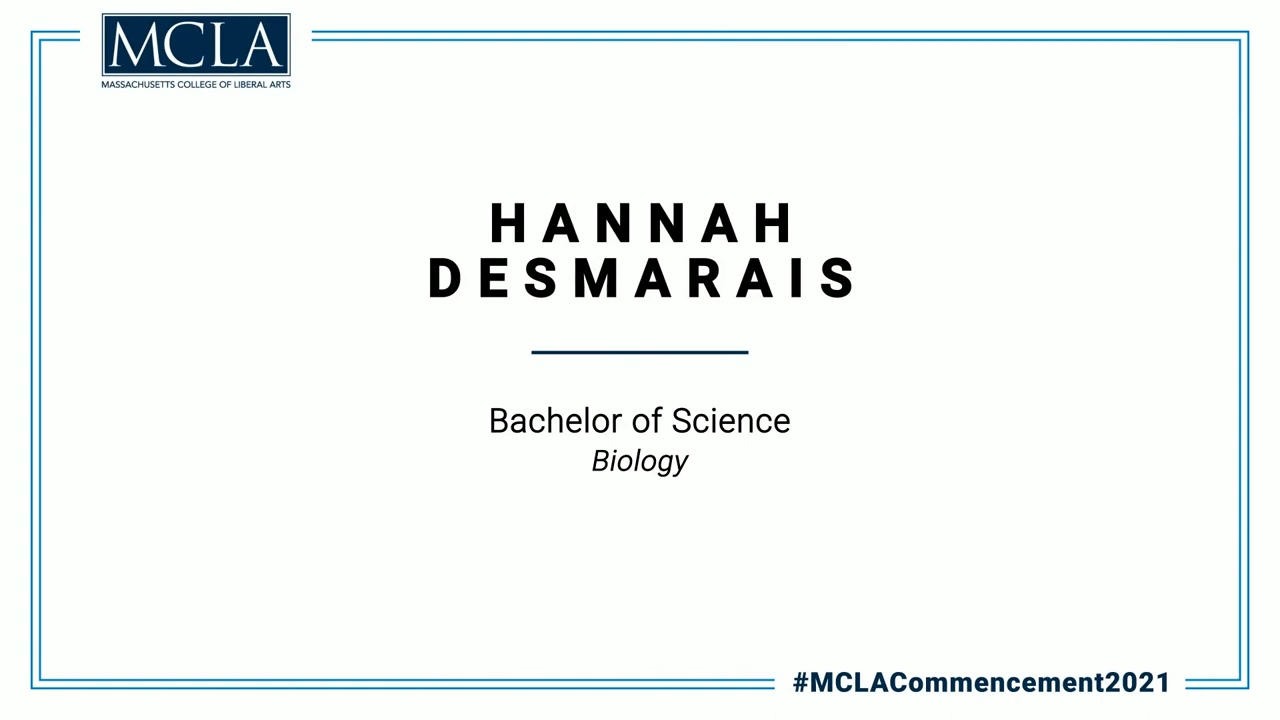 MCLA
MASSACHUSETTS COLLEGE OF LIBERAL ARTS
HANNAH
DESMARAIS
Bachelor of Science
Biology
#MCLACommencement2021